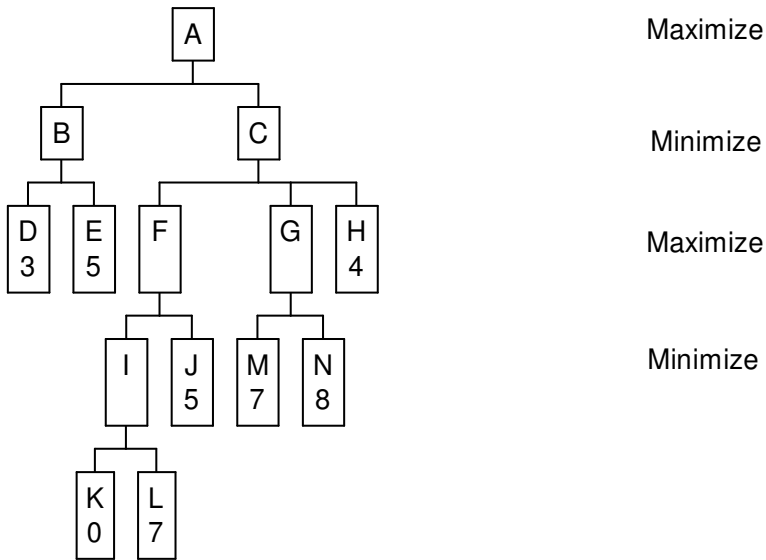 A Maximize
B C Minimize
D E F G H Maximize
3 5 4
I J M N Minimize
5 7 8
K L
0 7